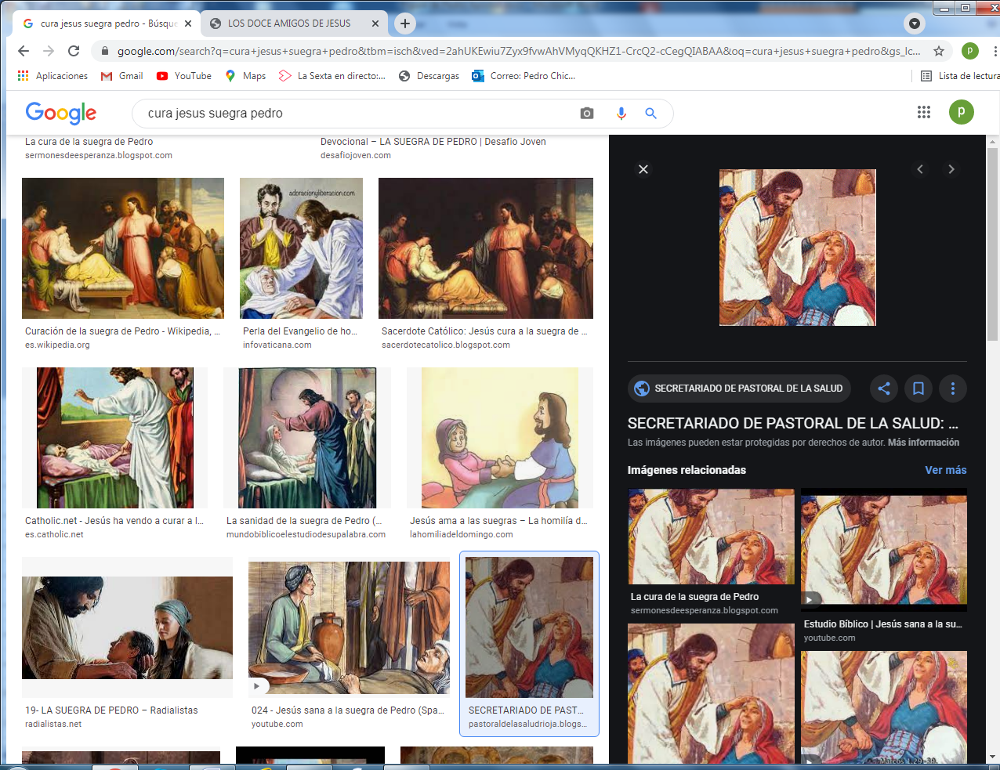 cura jesus suegra pedro - Búsque
LOS DOCE AMIGOS DE JESUS
google.com/search?q=cura+jesus+suegra+pedro&tbm=isch&ved=2ahUKEwiu7Zyx9fvwAhVMyqQKHZ1-CrcQ2-cCegQIABAA&oq=cura+jesus+suegra+pedro&gs_lc...
p
Aplicaciones Gmail YouTube Maps La Sexta en directo:... Descargas Correo: Pedro Chic... Lista de lectura
Google
cura jesus suegra pedro
p
La cura de la suegra de Pedro
sermonesdeesperanza.blogspot.com
Devocional – LA SUEGRA DE PEDRO | Desafio Joven
desafiojoven.com
adoracionyliberacion.com
Curación de la suegra de Pedro - Wikipedia, ...
es.wikipedia.org
Perla del Evangelio de ho...
infovaticana.com
Sacerdote Católico: Jesús cura a la suegra de ...
sacerdotecatolico.blogspot.com
Catholic.net - Jesús ha vendo a curar a l...
es.catholic.net
La sanidad de la suegra de Pedro (...
mundobiblicoelestudiodesupalabra.com
Jesús ama a las suegras – La homilía d...
lahomiliadeldomingo.com
19- LA SUEGRA DE PEDRO – Radialistas
radialistas.net
024 - Jesús sana a la suegra de Pedro (Spa...
youtube.com
SECRETARIADO DE PAST...
pastoraldelasaludrioja.blogs...
SECRETARIADO DE PASTORAL DE LA SALUD
SECRETARIADO DE PASTORAL DE LA SALUD: ...
Las imágenes pueden estar protegidas por derechos de autor. Más información
Imágenes relacionadas
Ver más
La cura de la suegra de Pedro
sermonesdeesperanza.blogspot.com
Estudio Bíblico | Jesús sana a la su...
youtube.com
Marcos 1,29-39